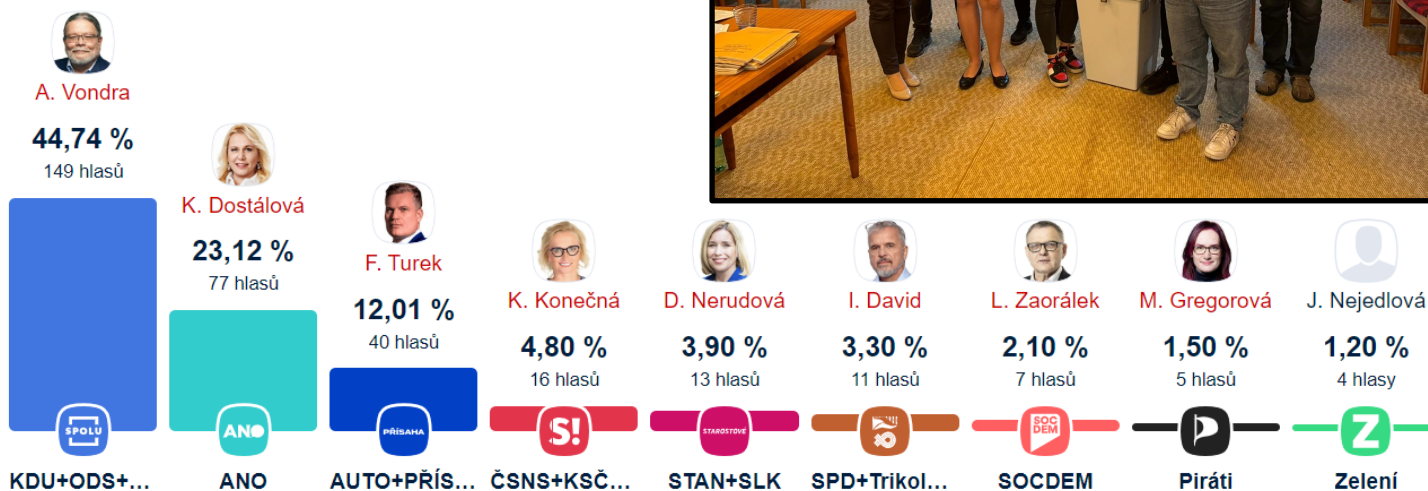 A. Vondra
44,74 %
149 hlasů
SPOLU
KDU+ODS+...
K. Dostálová
23,12 %
77 hlasů
ANO
ANO
F. Turek
12,01 %
40 hlasů
PŘÍSAHA
AUTO+PŘÍS...
K. Konečná
4,80 %
16 hlasů
S!
ČSNS+KSČ...
D. Nerudová
3,90 %
13 hlasů
STAROSTOVÉ
STAN+SLK
I. David
3,30 %
11 hlasů
SPD+Trikol...
L. Zaorálek
2,10 %
7 hlasů
SOC
DEM
SOCDEM
M. Gregorová
1,50 %
5 hlasů
Piráti
J. Nejedlová
1,20 %
4 hlasy
Z
Zelení